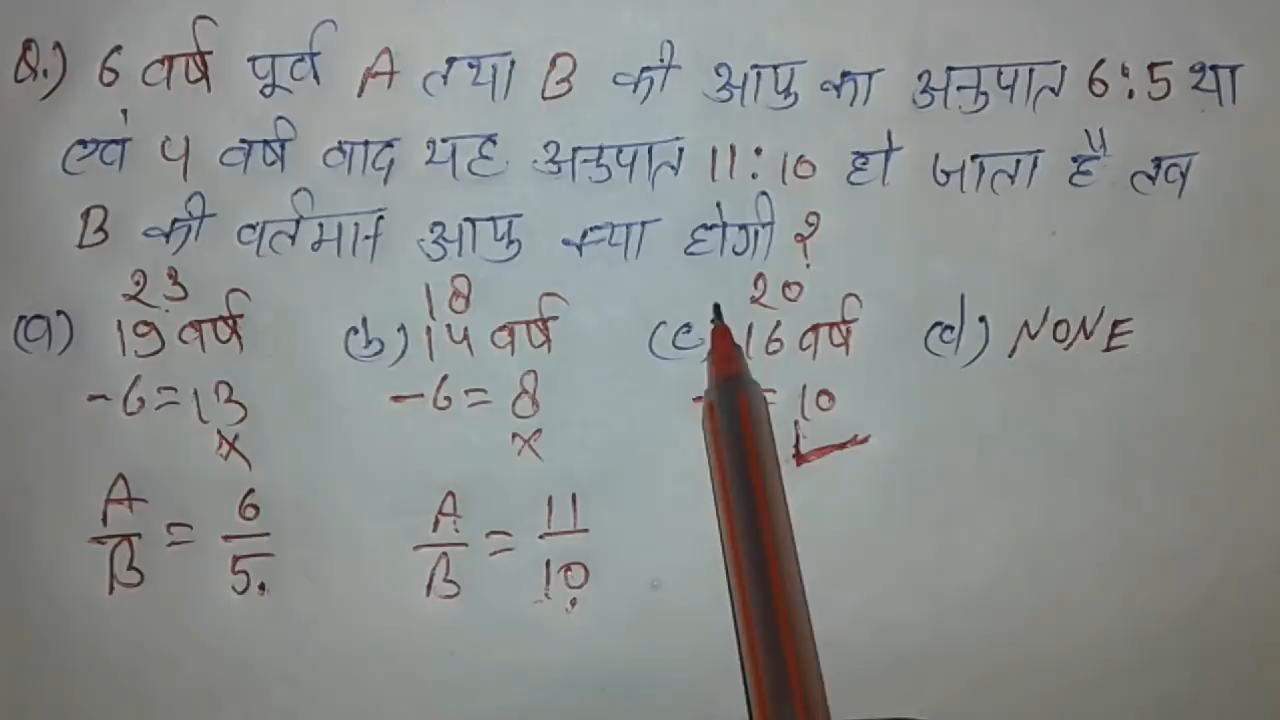 Q.) 6 वर्ष पूर्व A तथा B की आयु का अनुपात 6:5 था
एवं 4 वर्ष बाद यह अनुपात 11:10 हो जाता है तब
B की वर्तमान आयु क्या होगी ?
23 18 20
(a) 19 वर्ष (b) 14 वर्ष (c) 16 वर्ष (d) NONE
-6=13 -6=8 - = 10
x x ✓
A/B = 6/5. A/B = 11/10